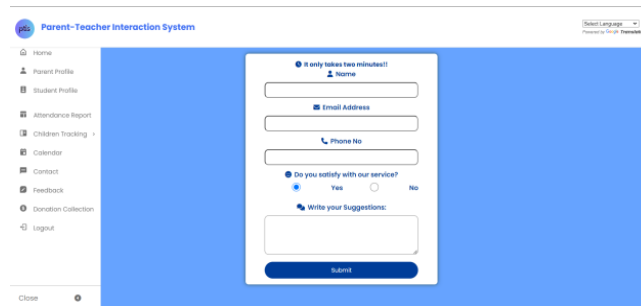 ptis
Parent-Teacher Interaction System
Select Language
Powered by Google Translate
Home
Parent Profile
Student Profile
Attendance Report
Children Tracking
Calendar
Contact
Feedback
Donation Collection
Logout
Close
It only takes two minutes!!
Name
Email Address
Phone No
Do you satisfy with our service?
Yes No
Write your Suggestions:
Submit